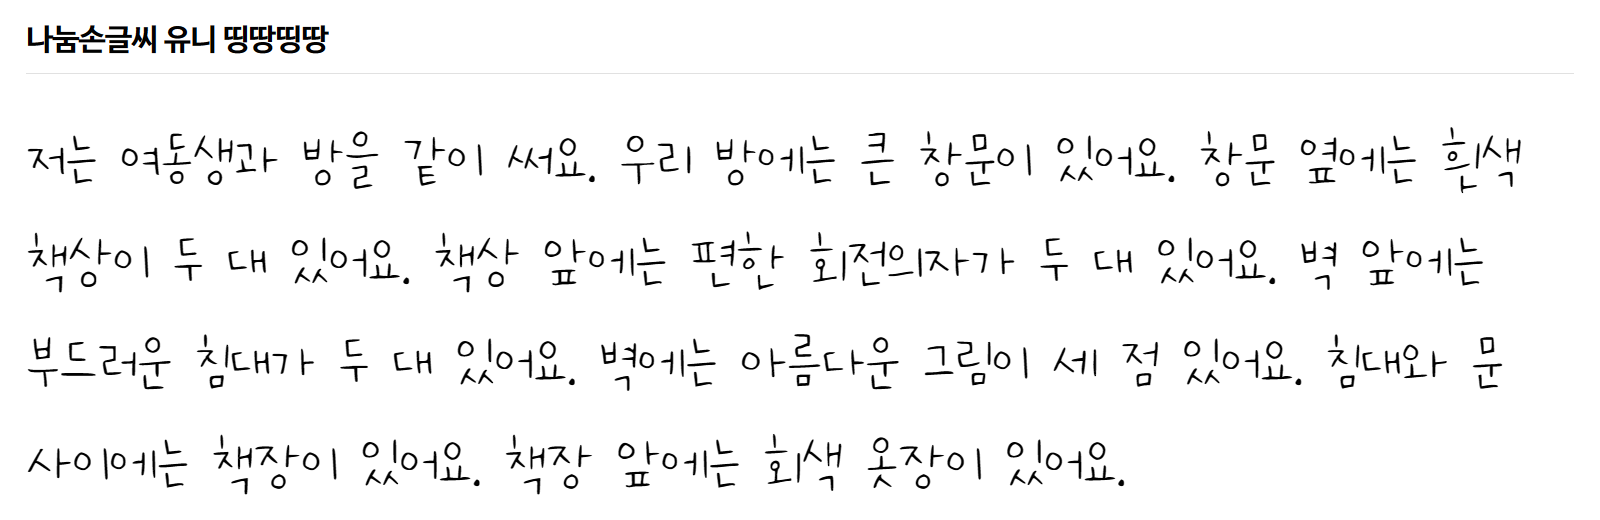 나눔손글씨 유니 띵땅띵땅
저는 여동생과 방을 같이 써요. 우리 방에는 큰 창문이 있어요. 창문 옆에는 흰색
책상이 두 대 있어요. 책상 앞에는 편한 회전의자가 두 대 있어요. 벽 앞에는
부드러운 침대가 두 대 있어요. 벽에는 아름다운 그림이 세 점 있어요. 침대와 문
사이에는 책장이 있어요. 책장 앞에는 회색 옷장이 있어요.